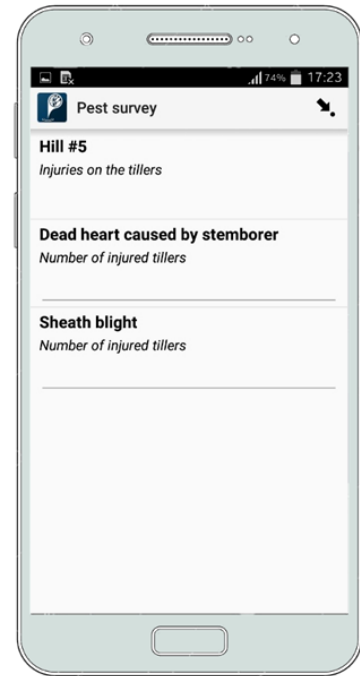 74% 17:23
Pest survey
Hill #5
Injuries on the tillers
Dead heart caused by stemborer
Number of injured tillers
Sheath blight
Number of injured tillers